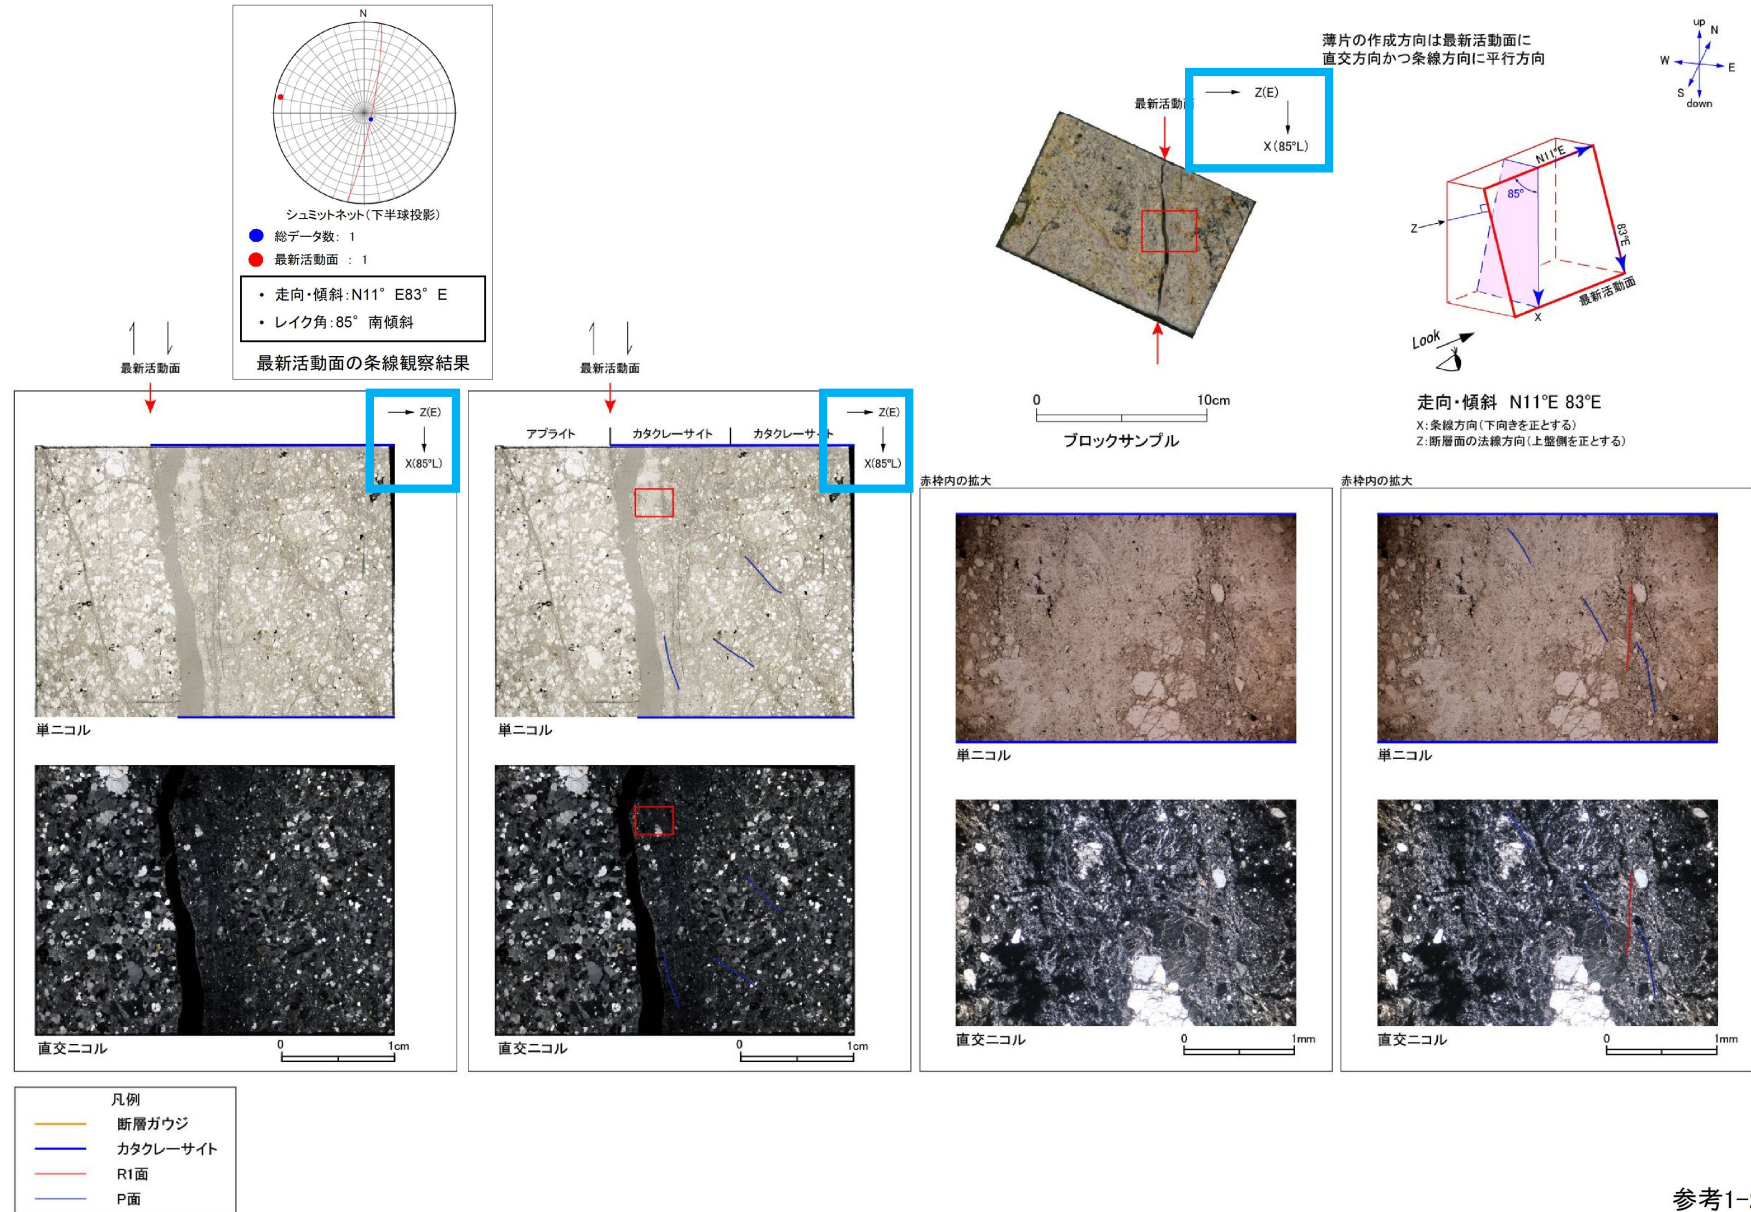 N
シュミットネット(下半球投影)
総データ数: 1
最新活動面 : 1
・ 走向・傾斜:N11° E83° E
・ レイク角:85° 南傾斜
最新活動面の条線観察結果
薄片の作成方向は最新活動面に
直交方向かつ条線方向に平行方向
最新活動面
Z(E)
X(85°L)
up
N
W
E
S
down
N11°E
85°
Z
83°E
最新活動面
X
Look
0
10cm
ブロックサンプル
走向・傾斜 N11°E 83°E
X:条線方向(下向きを正とする)
Z:断層面の法線方向(上盤側を正とする)
最新活動面
Z(E)
X(85°L)
単ニコル
直交ニコル
0
1cm
最新活動面
Z(E)
X(85°L)
アプライト
カタクレーサイト
カタクレーサイト
単ニコル
直交ニコル
0
1cm
赤枠内の拡大
単ニコル
直交ニコル
0
1mm
赤枠内の拡大
単ニコル
直交ニコル
0
1mm
凡例
断層ガウジ
カタクレーサイト
R1面
P面